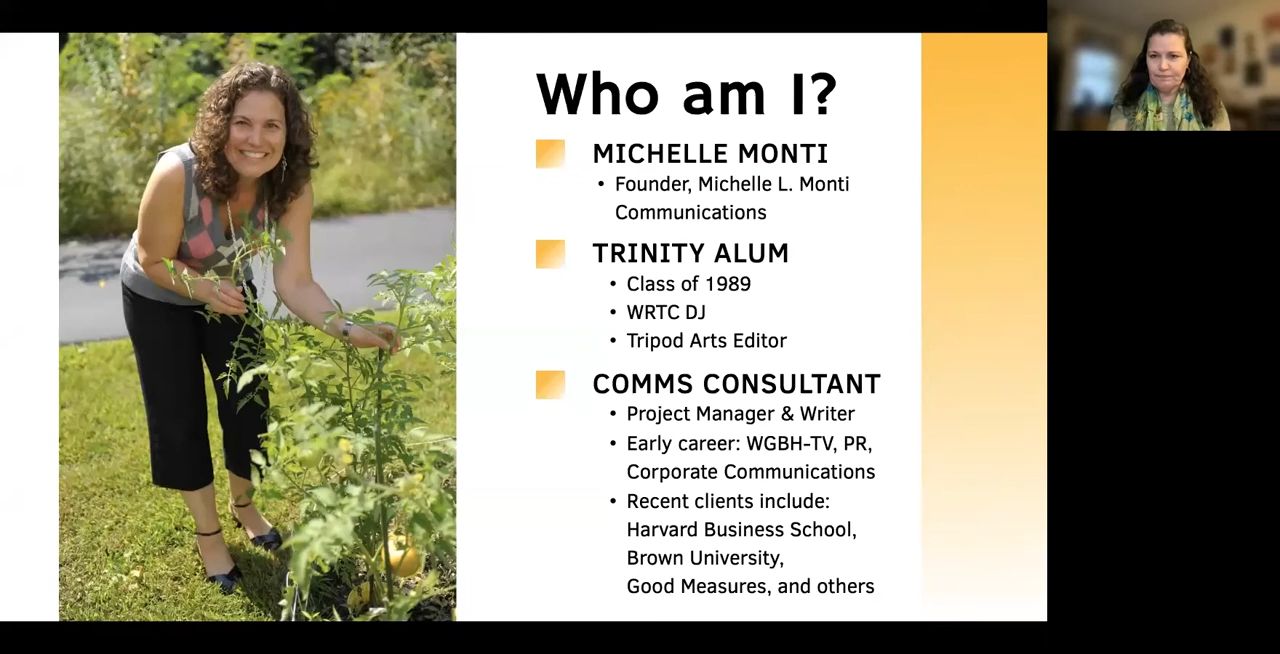 Who am I?
MICHELLE MONTI
• Founder, Michelle L. Monti
Communications
TRINITY ALUM
• Class of 1989
• WRTC DJ
• Tripod Arts Editor
COMMS CONSULTANT
• Project Manager & Writer
• Early career: WGBH-TV, PR,
Corporate Communications
• Recent clients include:
Harvard Business School,
Brown University,
Good Measures, and others